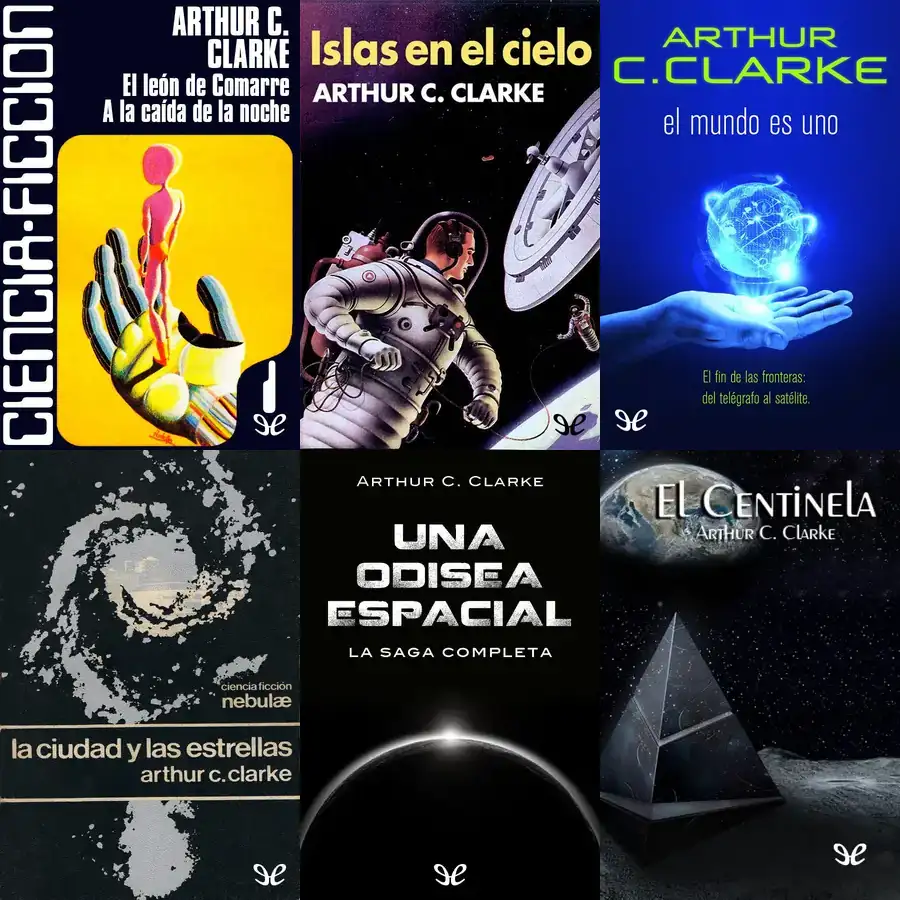 CIENCIA-FICCION
ARTHUR C.
CLARKE
El león de Comarre
A la caída de la noche
Islas en el cielo
ARTHUR C. CLARKE
ARTHUR
C.CLARKE
el mundo es uno
El fin de las fronteras:
del telégrafo al satélite.
ciencia ficción
nebulæ
la ciudad y las estrellas
arthur c. clarke
ARTHUR C. CLARKE
UNA
ODISEA
ESPACIAL
LA SAGA COMPLETA
El Centinela
Arthur C. Clarke